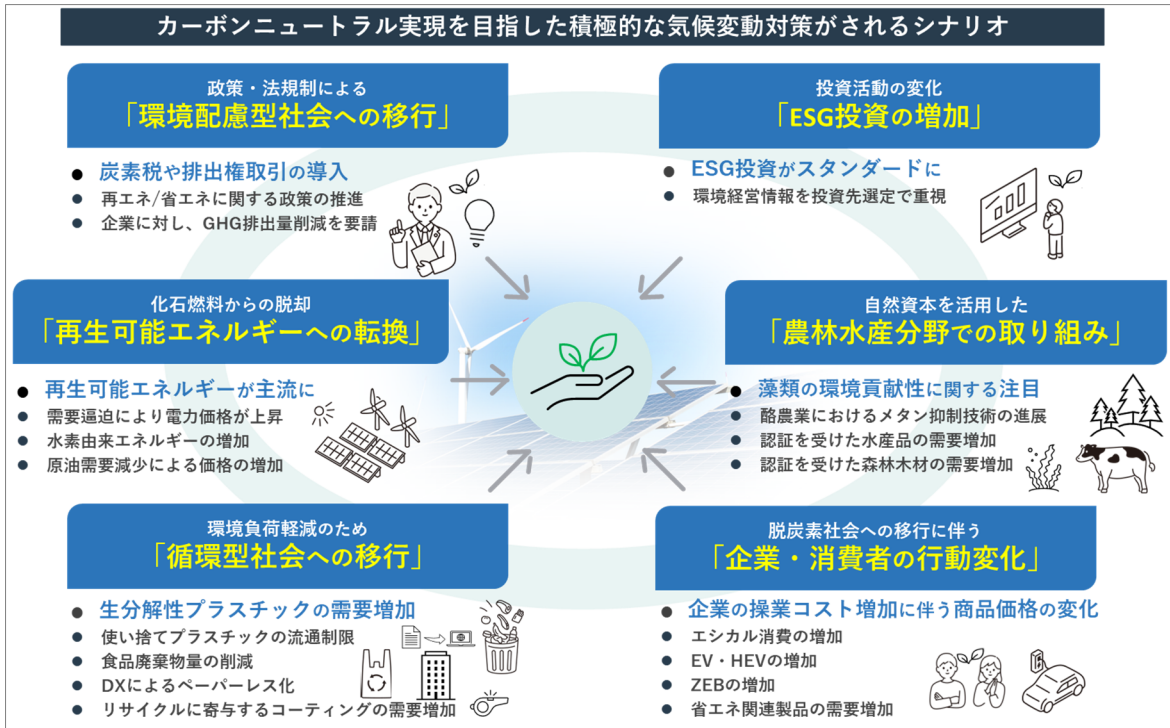 カーボンニュートラル実現を目指した積極的な気候変動対策がされるシナリオ
政策・法規制による
「環境配慮型社会への移行」
● 炭素税や排出権取引の導入
● 再エネ/省エネに関する政策の推進
● 企業に対し、GHG排出量削減を要請
投資活動の変化
「ESG投資の増加」
● ESG投資がスタンダードに
● 環境経営情報を投資先選定で重視
化石燃料からの脱却
「再生可能エネルギーへの転換」
● 再生可能エネルギーが主流に
● 需要逼迫により電力価格が上昇
● 水素由来エネルギーの増加
● 原油需要減少による価格の増加
自然資本を活用した
「農林水産分野での取り組み」
● 藻類の環境貢献性に関する注目
● 酪農業におけるメタン抑制技術の進展
● 認証を受けた水産品の需要増加
● 認証を受けた森林木材の需要増加
環境負荷軽減のため
「循環型社会への移行」
● 生分解性プラスチックの需要増加
● 使い捨てプラスチックの流通制限
● 食品廃棄物量の削減
● DXによるペーパーレス化
● リサイクルに寄与するコーティングの需要増加
脱炭素社会への移行に伴う
「企業・消費者の行動変化」
● 企業の操業コスト増加に伴う商品価格の変化
● エシカル消費の増加
● EV・HEVの増加
● ZEBの増加
● 省エネ関連製品の需要増加